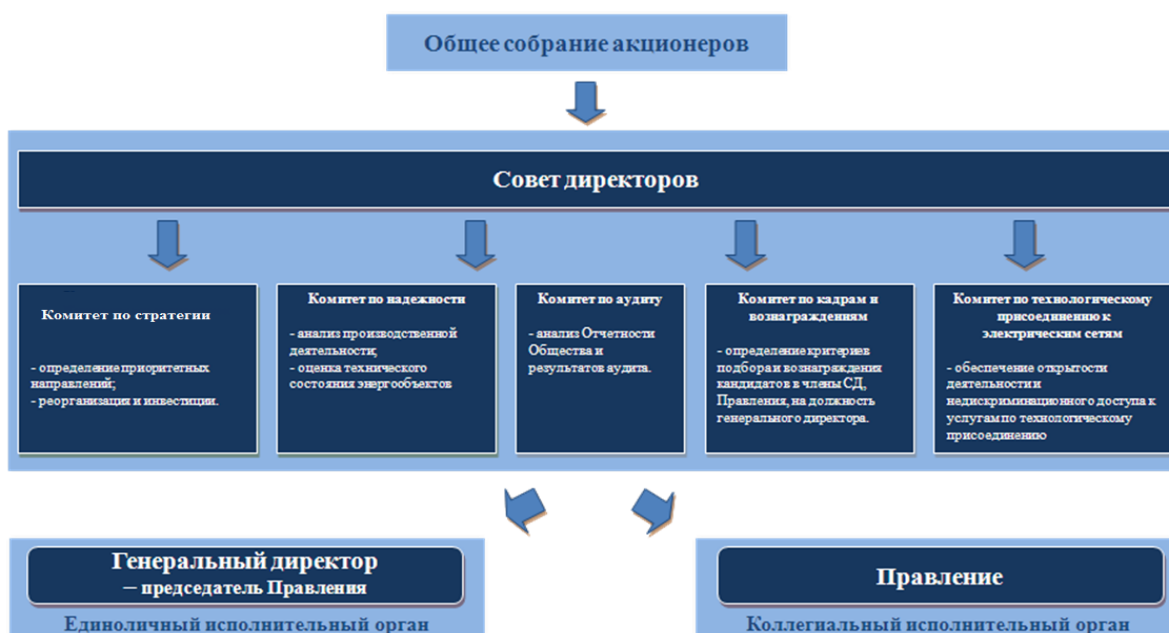 Общее собрание акционеров
Совет директоров
Комитет по стратегии
- определение приоритетных
направлений;
- реорганизация и инвестиции.
Комитет по надежности
- анализ производственной
деятельности;
- оценка технического
состояния энергообъектов
Комитет по аудиту
- анализ Отчетности
Общества и
результатов аудита.
Комитет по кадрам и
вознаграждениям
- определение критериев
подбора и вознаграждения
кандидатов в члены СД,
Правления, на должность
генерального директора.
Комитет по технологическому
присоединению к
электрическим сетям
- обеспечение открытости
деятельности и
недискриминационного доступа к
услугам по технологическому
присоединению
Генеральный директор
— председатель Правления
Единоличный исполнительный орган
Правление
Коллегиальный исполнительный орган